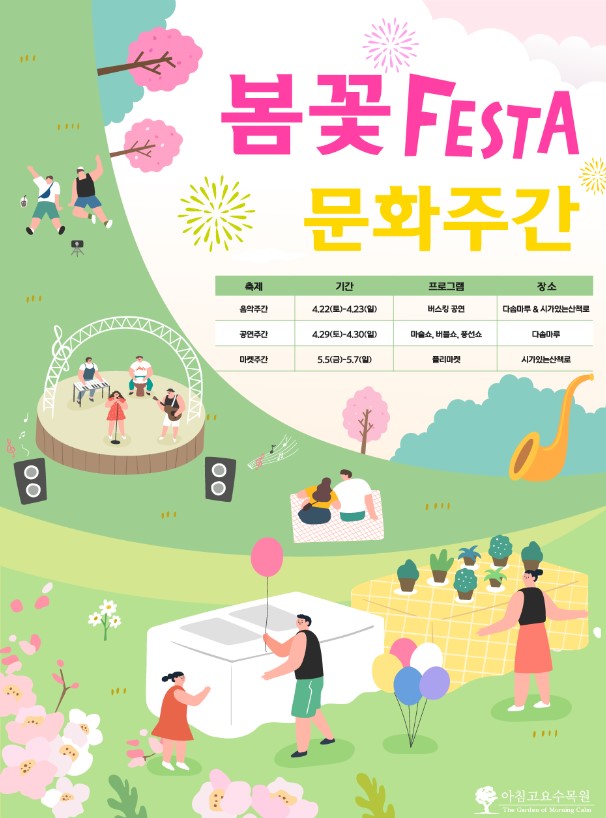 봄꽃 FESTA
문화주간
축제 기간 프로그램 장소
음악주간 4.22(토)~4.23(일) 버스킹 공연 다솜마루 & 시가있는산책로
공연주간 4.29(토)~4.30(일) 마술쇼, 버블쇼, 풍선쇼 다솜마루
마켓주간 5.5(금)~5.7(일) 플리마켓 시가있는산책로
아침고요수목원
The Garden of Morning Calm